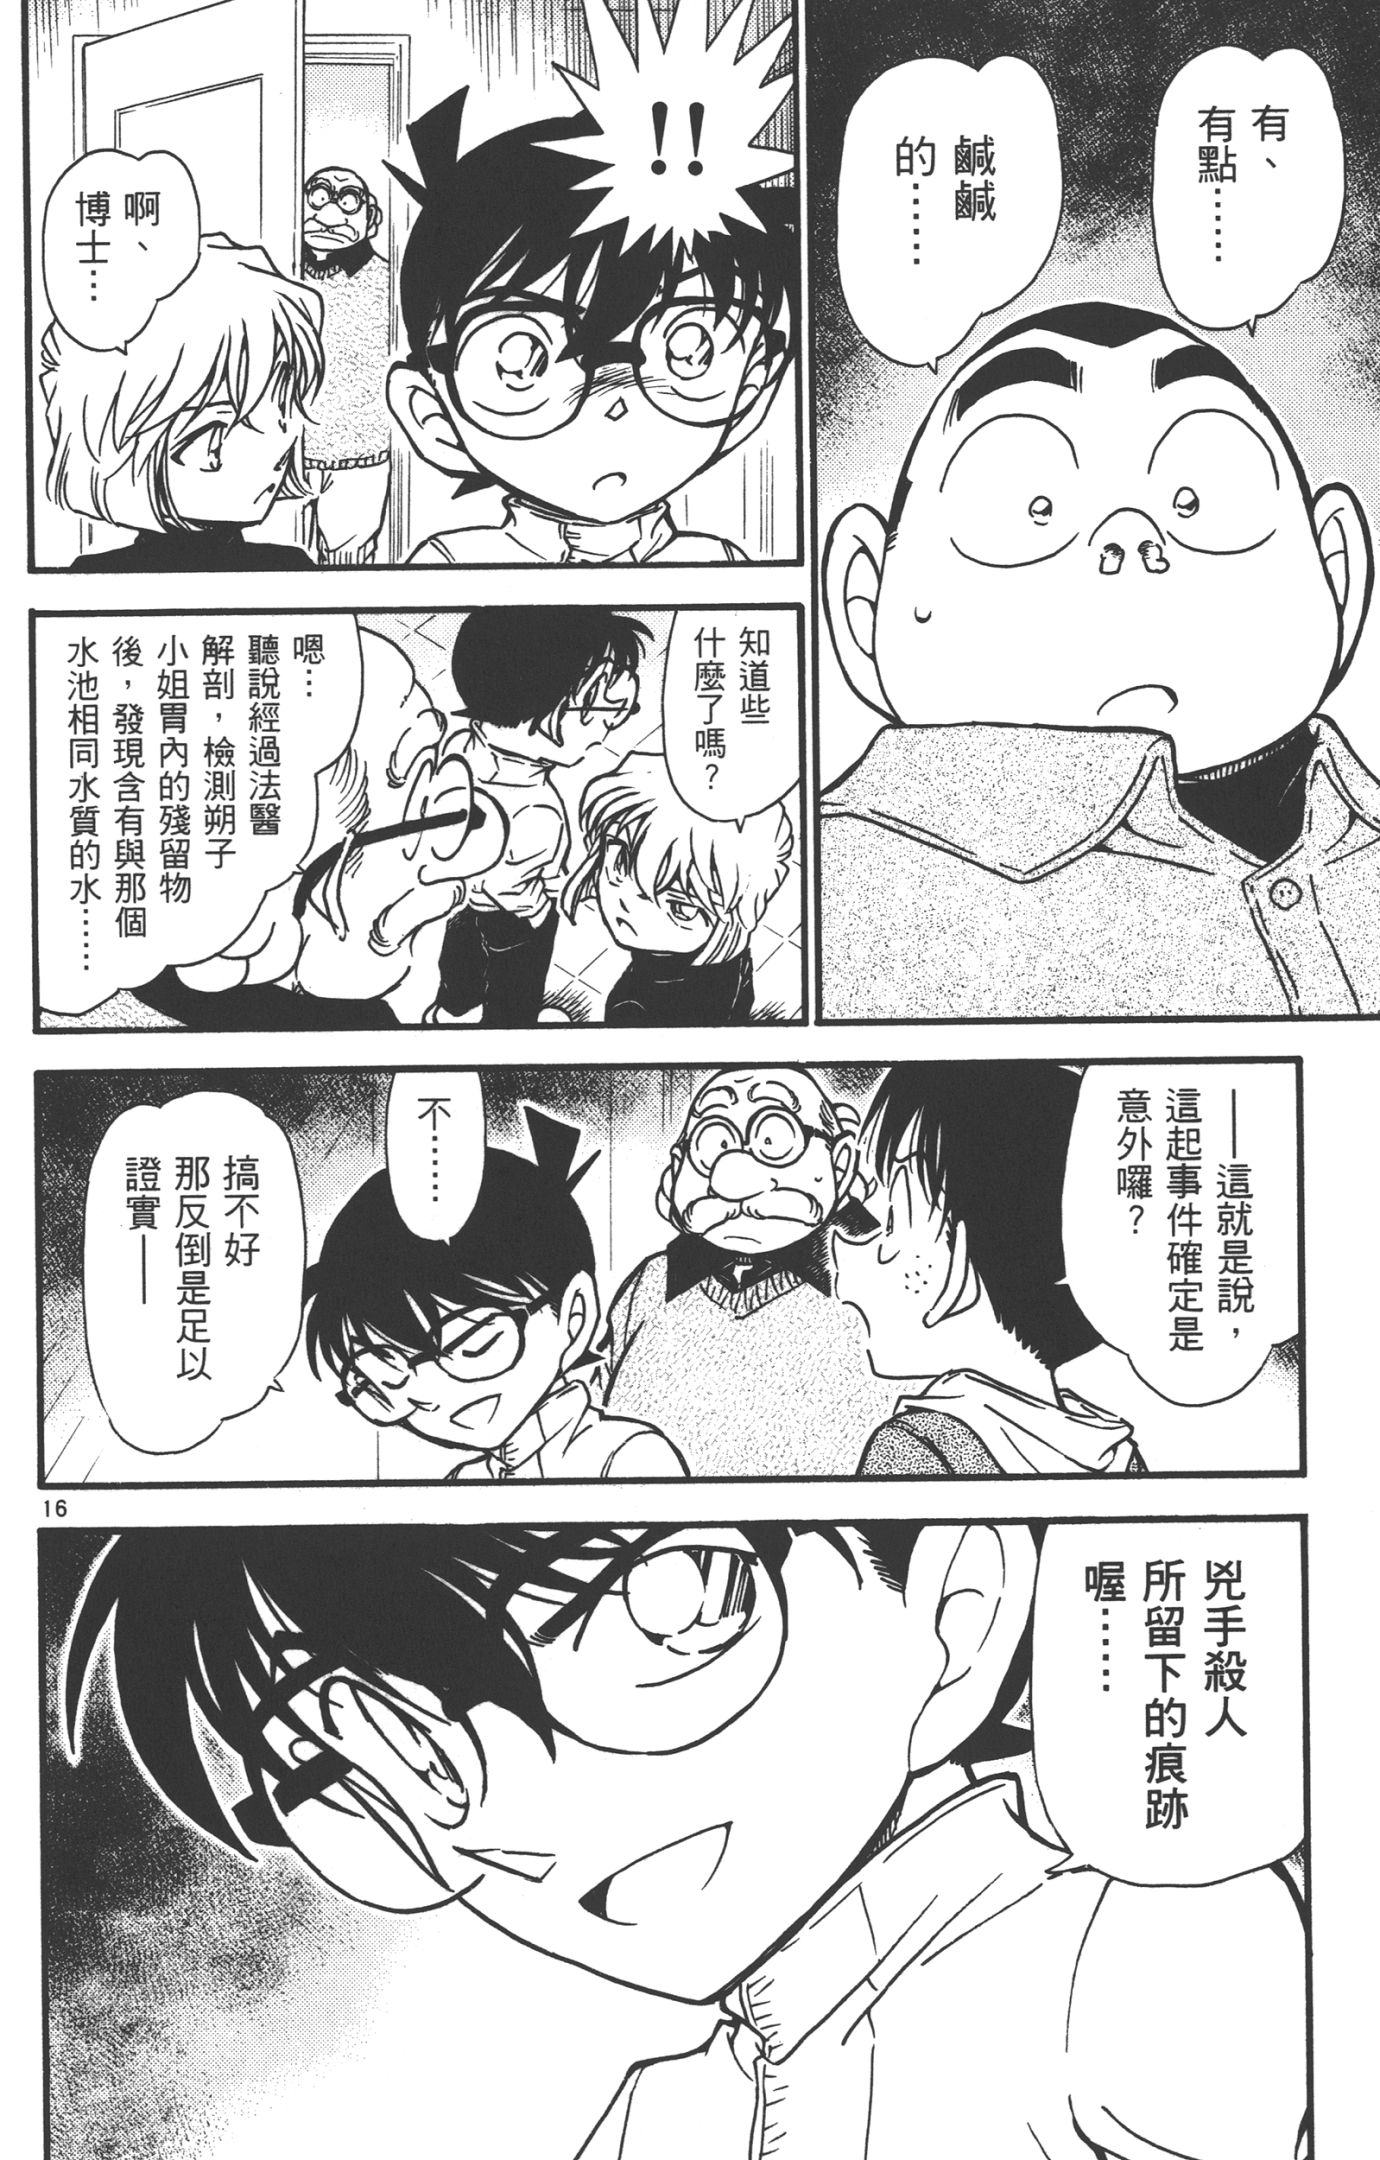 有、
有點……
鹹鹹
的……
!!
啊、
博士…
知道些
什麼了嗎？
嗯…
聽說經過法醫
解剖，檢測朔子
小姐胃內的殘留物
後，發現含有與那個
水池相同水质的水……
——這就是說，
這起事件確定是
意外囉？
不……
搞不好
那反倒是足以
證實——
16
兇手殺人
所留下的痕跡
喔……